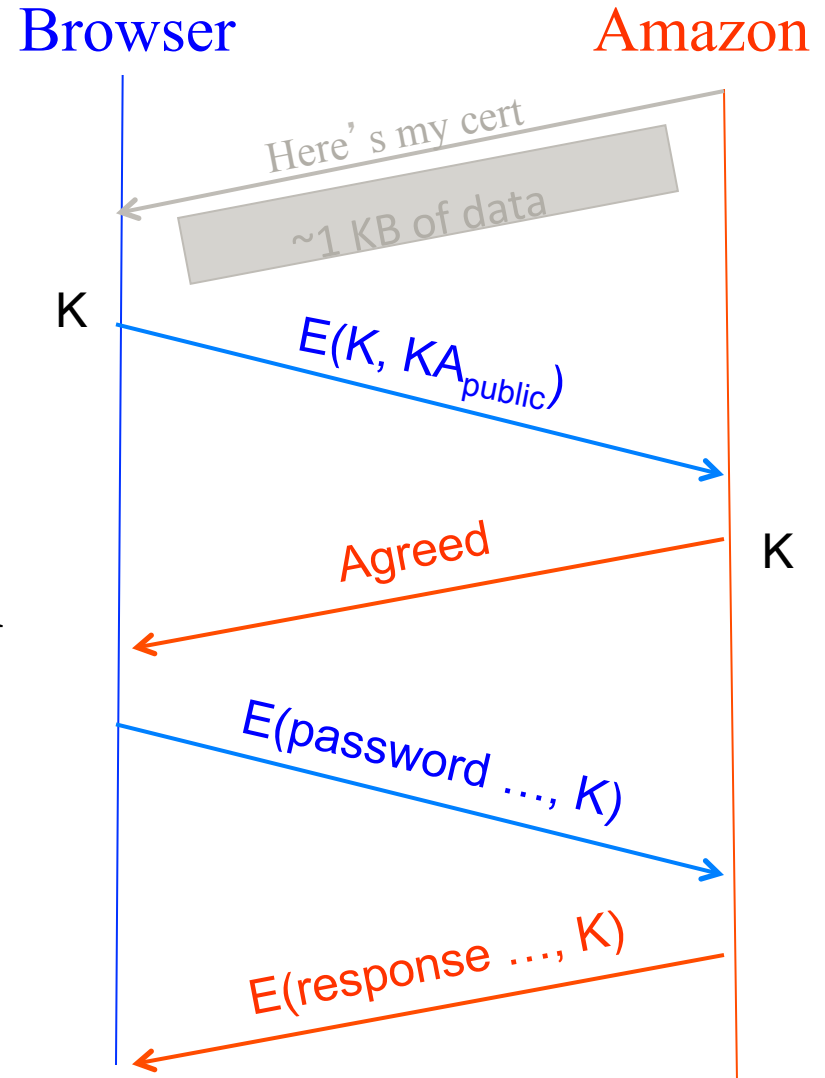 Browser
Amazon
Here’s my cert
~1 KB of data
K
E(K, KApublic)
Agreed
K
E(password …, K)
E(response …, K)